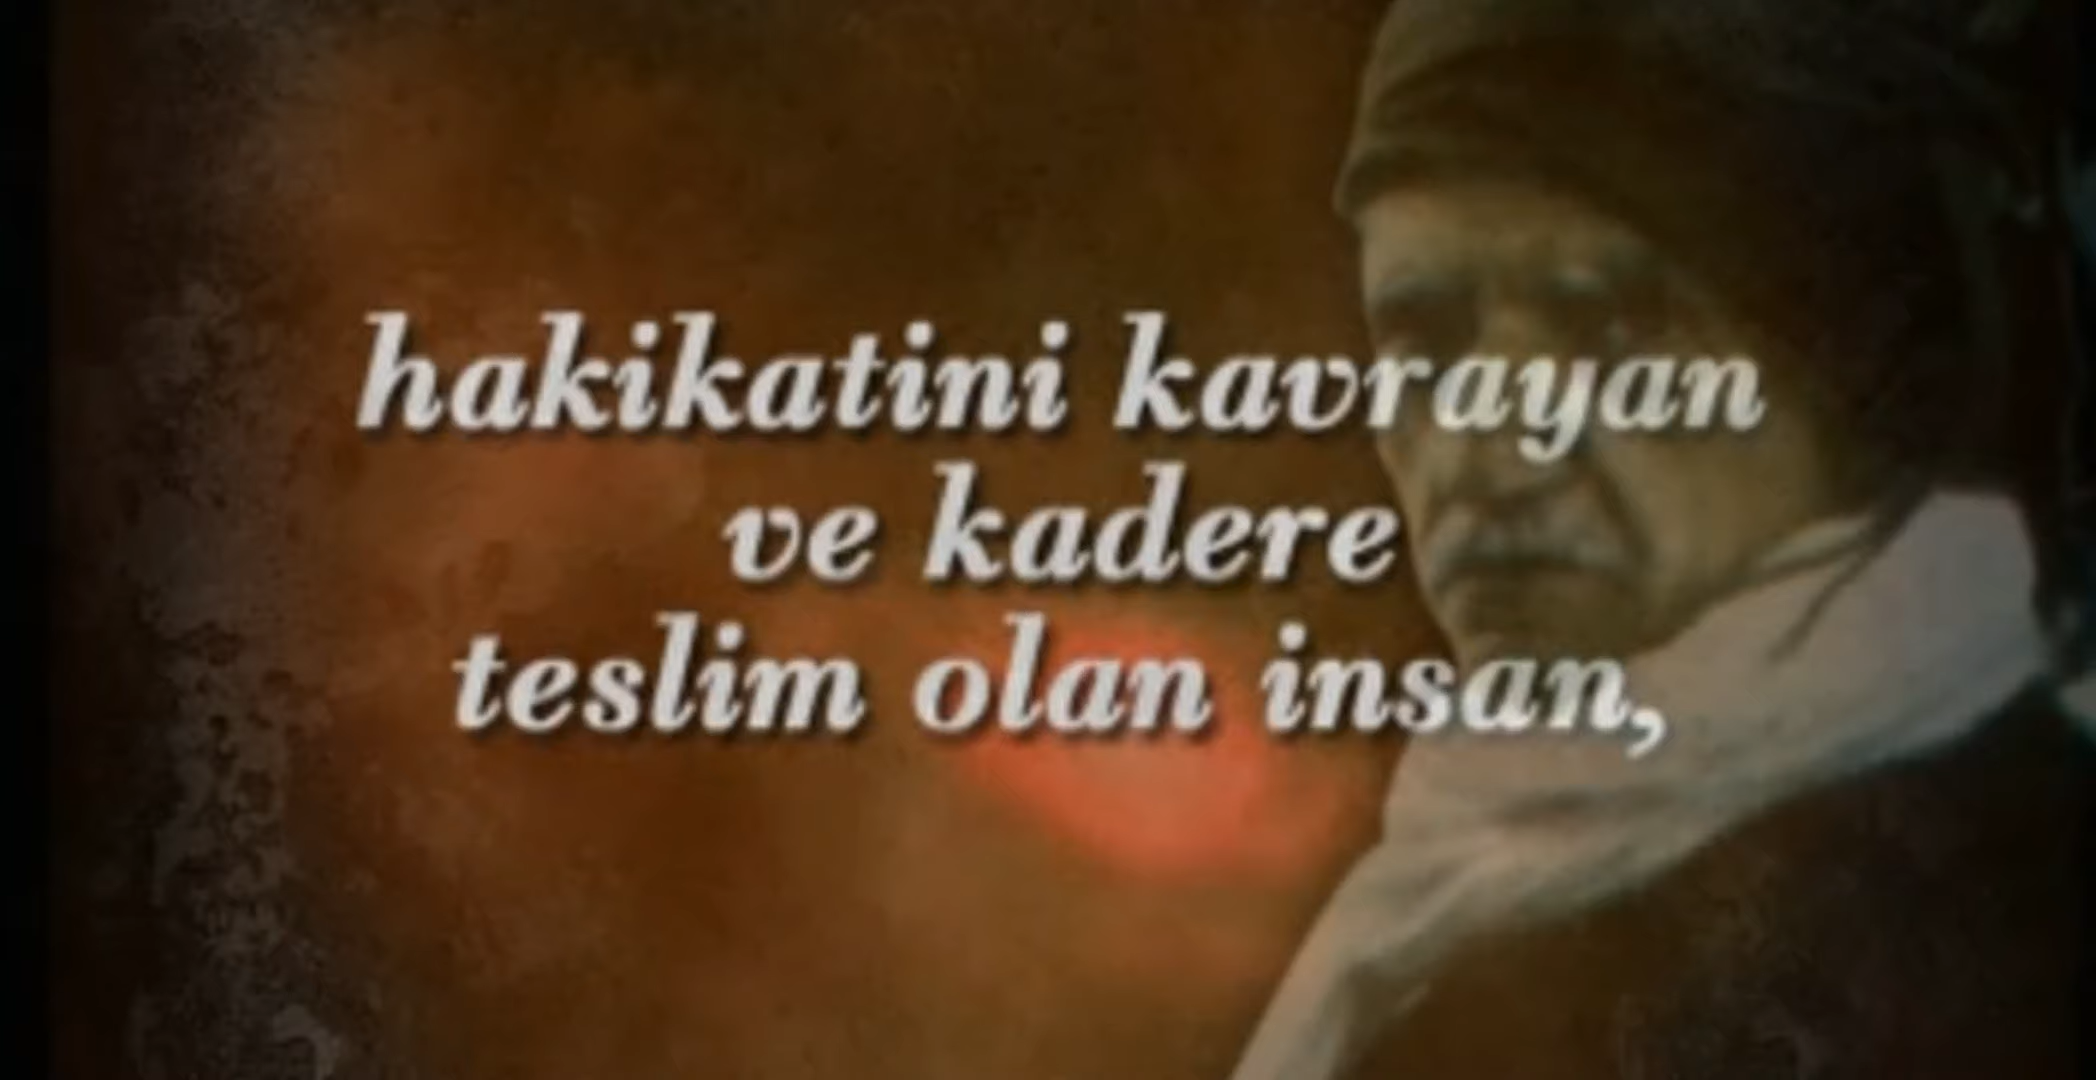 hakikatini kavrayan
ve kadere
teslim olan insan,